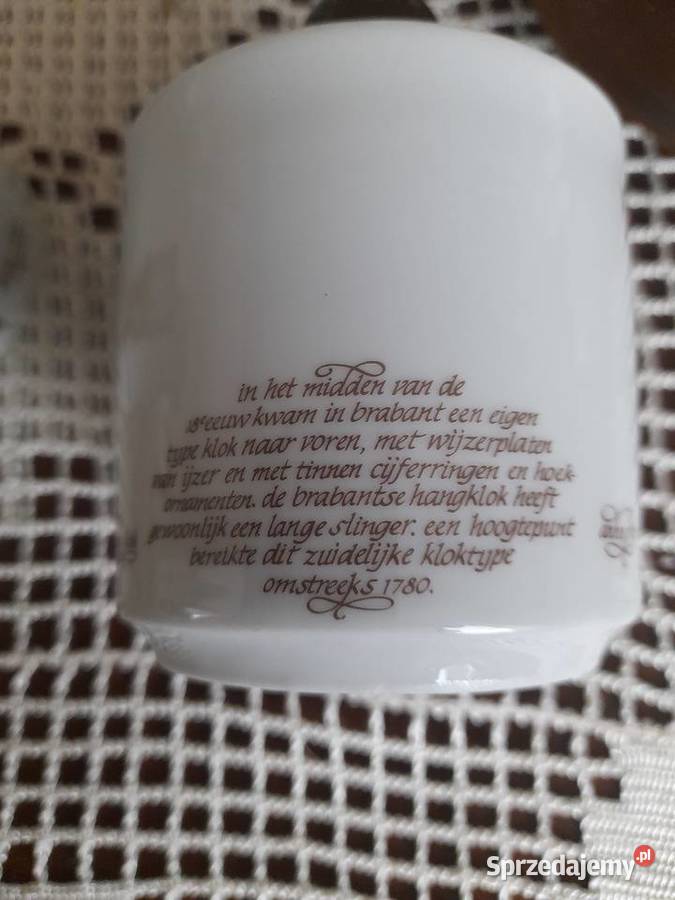 in het midden van de
18e eeuw kwam in brabant een eigen
type klok naar voren, met wijzerplaten
van ijzer en met tinnen cijferringen en hoek-
ornamenten. de brabantse hangklok heeft
gewoonlijk een lange slinger. een hoogtepunt
bereikte dit zuidelijke kloktype
omstreeks 1780.
Sprzedajemy.pl